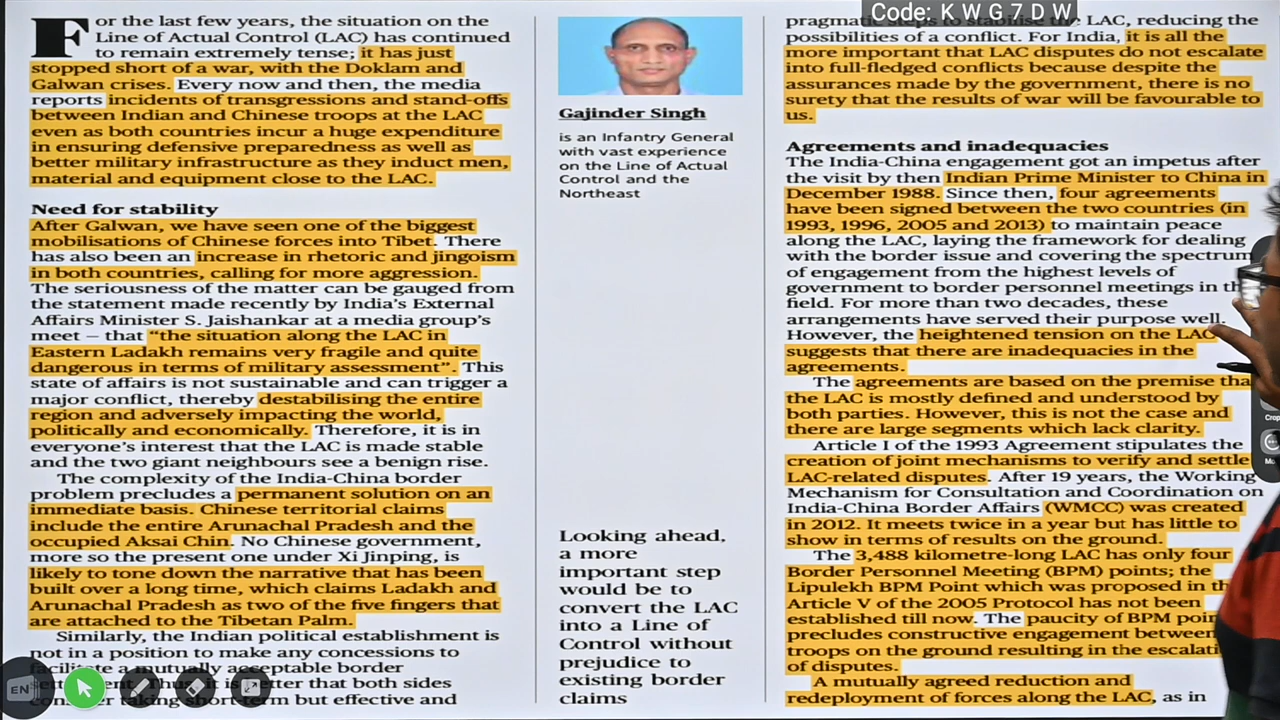 Code: K W G 7 D W
For the last few years, the situation on the
Line of Actual Control (LAC) has continued
to remain extremely tense; it has just
stopped short of a war, with the Doklam and
Galwan crises. Every now and then, the media
reports incidents of transgressions and stand-offs
between Indian and Chinese troops at the LAC
even as both countries incur a huge expenditure
in ensuring defensive preparedness as well as
better military infrastructure as they induct men,
material and equipment close to the LAC.
Need for stability
After Galwan, we have seen one of the biggest
mobilisations of Chinese forces into Tibet. There
has also been an increase in rhetoric and jingoism
in both countries, calling for more aggression.
The seriousness of the matter can be gauged from
the statement made recently by India's External
Affairs Minister S. Jaishankar at a media group's
meet — that "the situation along the LAC in
Eastern Ladakh remains very fragile and quite
dangerous in terms of military assessment". This
state of affairs is not sustainable and can trigger a
major conflict, thereby destabilising the entire
region and adversely impacting the world,
politically and economically. Therefore, it is in
everyone's interest that the LAC is made stable
and the two giant neighbours see a benign rise.
The complexity of the India-China border
problem precludes a permanent solution on an
immediate basis. Chinese territorial claims
include the entire Arunachal Pradesh and the
occupied Aksai Chin. No Chinese government,
more so the present one under Xi Jinping, is
likely to tone down the narrative that has been
built over a long time, which claims Ladakh and
Arunachal Pradesh as two of the five fingers that
are attached to the Tibetan Palm.
Similarly, the Indian political establishment is
not in a position to make any concessions to
facilitate a mutually acceptable border
it is better that both sides
taking short-term but effective and
EN
Gajinder Singh
is an Infantry General
with vast experience
on the Line of Actual
Control and the
Northeast
Looking ahead,
a more
important step
would be to
convert the LAC
into a Line of
Control without
prejudice to
existing border
claims
pragmatic steps to stabilise the LAC, reducing the
possibilities of a conflict. For India, it is all the
more important that LAC disputes do not escalate
into full-fledged conflicts because despite the
assurances made by the government, there is no
surety that the results of war will be favourable to
us.
Agreements and inadequacies
The India-China engagement got an impetus after
the visit by then Indian Prime Minister to China in
December 1988. Since then, four agreements
have been signed between the two countries (in
1993, 1996, 2005 and 2013) to maintain peace
along the LAC, laying the framework for dealing
with the border issue and covering the spectrum
of engagement from the highest levels of
government to border personnel meetings in th
field. For more than two decades, these
arrangements have served their purpose well.
However, the heightened tension on the LAC
suggests that there are inadequacies in the
agreements.
The agreements are based on the premise tha
the LAC is mostly defined and understood by
both parties. However, this is not the case and
there are large segments which lack clarity.
Article I of the 1993 Agreement stipulates the
creation of joint mechanisms to verify and settle
LAC-related disputes. After 19 years, the Working
Mechanism for Consultation and Coordination on
India-China Border Affairs (WMCC) was created
in 2012. It meets twice in a year but has little to
show in terms of results on the ground.
The 3,488 kilometre-long LAC has only four
Border Personnel Meeting (BPM) points; the
Lipulekh BPM Point which was proposed in th
Article V of the 2005 Protocol has not been
established till now. The paucity of BPM poin
precludes constructive engagement between
troops on the ground resulting in the escalati
of disputes.
A mutually agreed reduction and
redeployment of forces along the LAC, as in
Crop